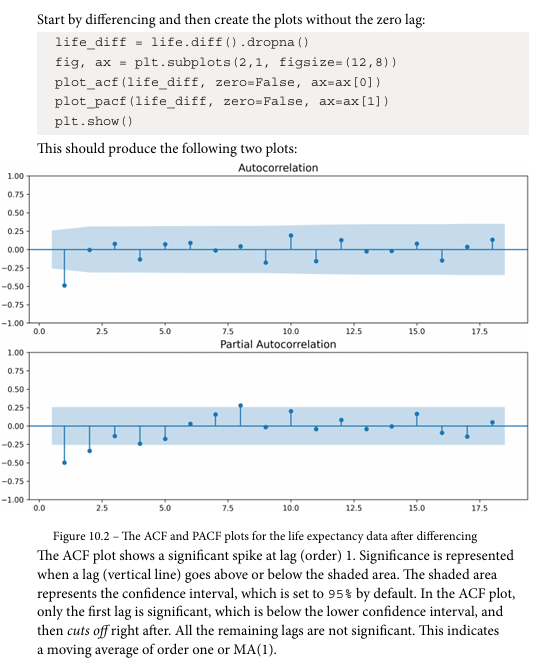 Start by differencing and then create the plots without the zero lag:
life_diff = life.diff().dropna()
fig, ax = plt.subplots(2,1, figsize=(12,8))
plot_acf(life_diff, zero=False, ax=ax[0])
plot_pacf(life_diff, zero=False, ax=ax[1])
plt.show()
This should produce the following two plots:
Autocorrelation
1.00
0.75
0.50
0.25
0.00
−0.25
−0.50
−0.75
−1.00
0.0 2.5 5.0 7.5 10.0 12.5 15.0 17.5
Partial Autocorrelation
1.00
0.75
0.50
0.25
0.00
−0.25
−0.50
−0.75
−1.00
0.0 2.5 5.0 7.5 10.0 12.5 15.0 17.5
Figure 10.2 – The ACF and PACF plots for the life expectancy data after differencing
The ACF plot shows a significant spike at lag (order) 1. Significance is represented
when a lag (vertical line) goes above or below the shaded area. The shaded area
represents the confidence interval, which is set to 95% by default. In the ACF plot,
only the first lag is significant, which is below the lower confidence interval, and
then cuts off right after. All the remaining lags are not significant. This indicates
a moving average of order one or MA(1).